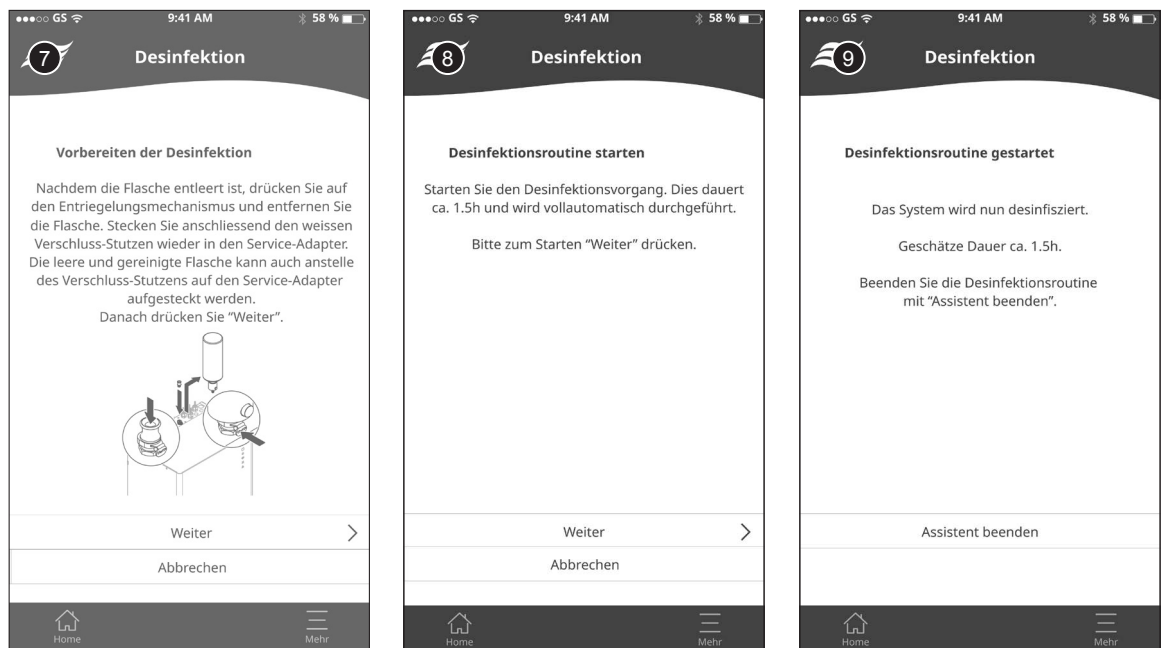 GS 9:41 AM 58 %
7 Desinfektion
Vorbereiten der Desinfektion
Nachdem die Flasche entleert ist, drücken Sie auf
den Entriegelungsmechanismus und entfernen Sie
die Flasche. Stecken Sie anschliessend den weissen
Verschluss-Stutzen wieder in den Service-Adapter.
Die leere und gereinigte Flasche kann auch anstelle
des Verschluss-Stutzens auf den Service-Adapter
aufgesteckt werden.
Danach drücken Sie “Weiter”.
Weiter
Abbrechen
Home Mehr
GS 9:41 AM 58 %
8 Desinfektion
Desinfektionsroutine starten
Starten Sie den Desinfektionsvorgang. Dies dauert
ca. 1.5h und wird vollautomatisch durchgeführt.
Bitte zum Starten “Weiter” drücken.
Weiter
Abbrechen
Home Mehr
GS 9:41 AM 58 %
9 Desinfektion
Desinfektionsroutine gestartet
Das System wird nun desinfisziert.
Geschätze Dauer ca. 1.5h.
Beenden Sie die Desinfektionsroutine
mit “Assistent beenden”.
Assistent beenden
Home Mehr